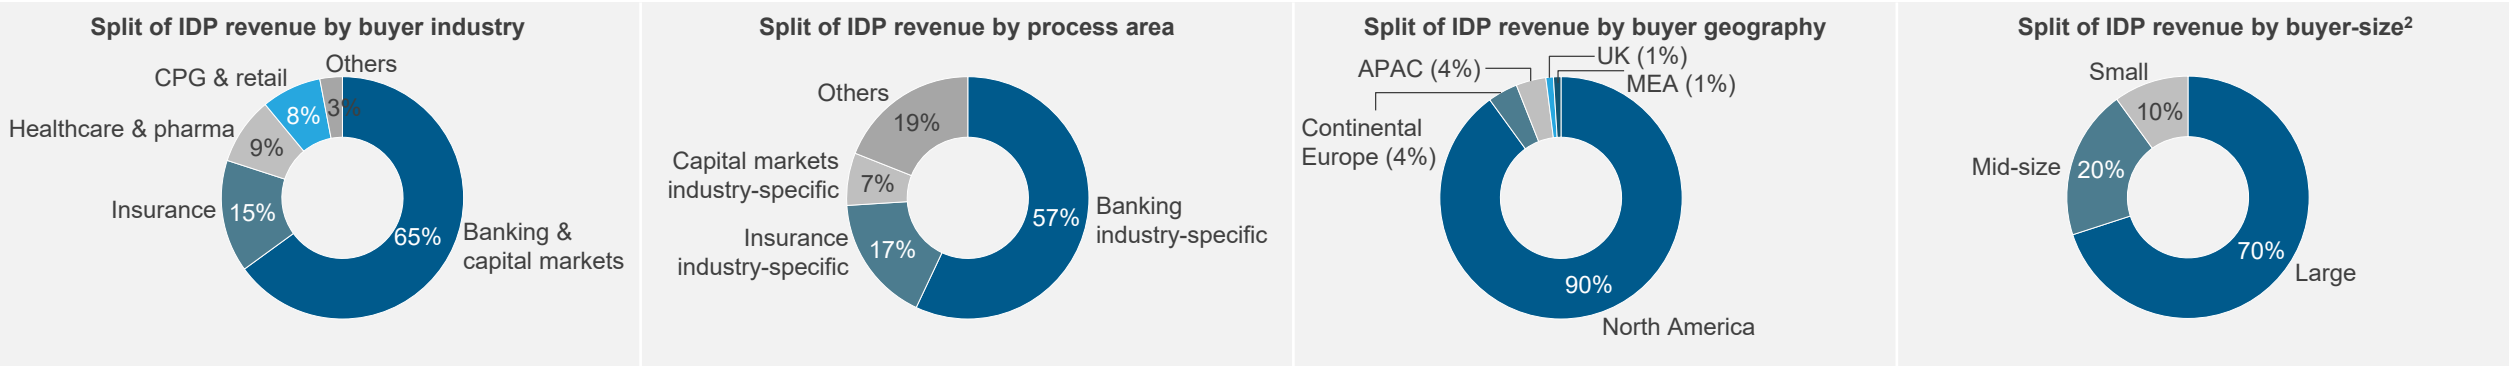 Split of IDP revenue by buyer industry
Others
CPG & retail
3%
8%
Healthcare & pharma
9%
Insurance
15%
65%
Banking &
capital markets
Split of IDP revenue by process area
Others
19%
Capital markets
industry-specific
7%
Banking
industry-specific
57%
Insurance
industry-specific
17%
Split of IDP revenue by buyer geography
UK (1%)
APAC (4%)
MEA (1%)
Continental
Europe (4%)
90%
North America
Split of IDP revenue by buyer-size²
Small
10%
Mid-size
20%
70%
Large